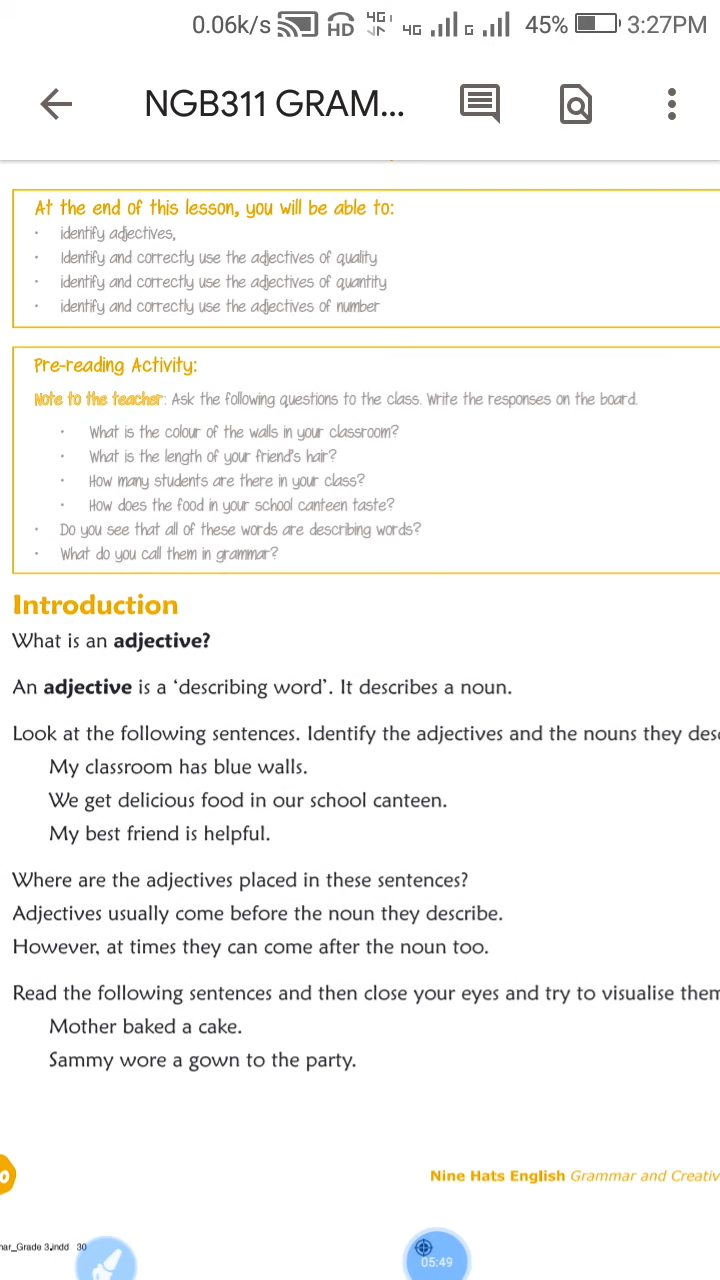 0.06k/s HD 4G 4G G 45% 3:27PM
NGB311 GRAM...
At the end of this lesson, you will be able to:
· identify adjectives,
· Identify and correctly use the adjectives of quality
· identify and correctly use the adjectives of quantity
· identify and correctly use the adjectives of number
Pre-reading Activity:
Note to the teacher: Ask the following questions to the class. Write the responses on the board.
· What is the colour of the walls in your classroom?
· What is the length of your friend's hair?
· How many students are there in your class?
· How does the food in your school canteen taste?
· Do you see that all of these words are describing words?
· What do you call them in grammar?
Introduction
What is an adjective?
An adjective is a ‘describing word’. It describes a noun.
Look at the following sentences. Identify the adjectives and the nouns they
My classroom has blue walls.
We get delicious food in our school canteen.
My best friend is helpful.
Where are the adjectives placed in these sentences?
Adjectives usually come before the noun they describe.
However, at times they can come after the noun too.
Read the following sentences and then close your eyes and try to visualise them
Mother baked a cake.
Sammy wore a gown to the party.
0
Nine Hats English Grammar and Creativ
mar_Grade 3.indd 30
05:49